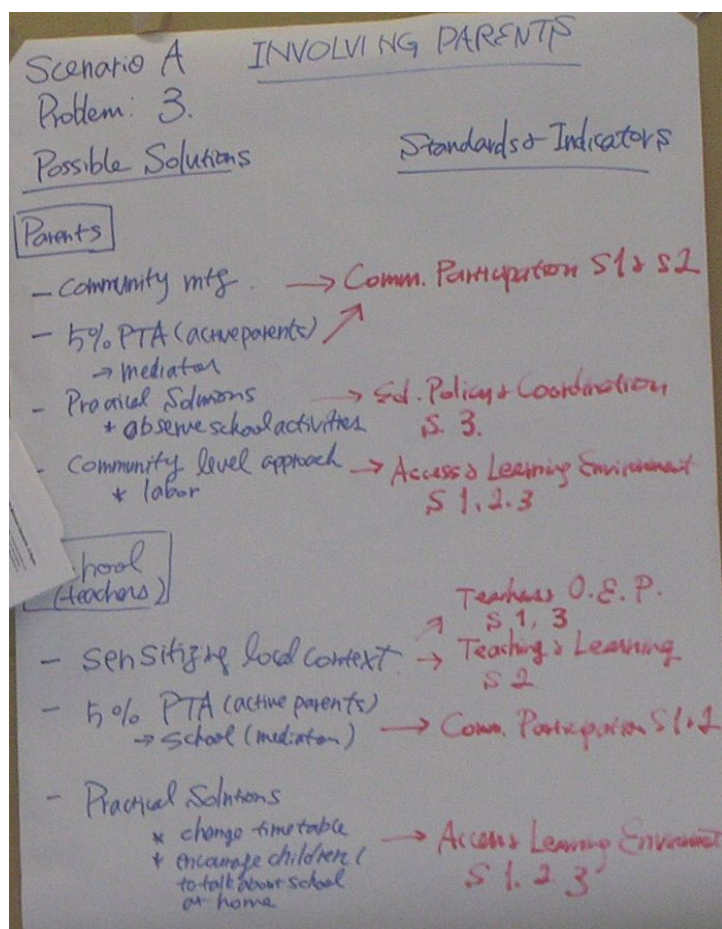 Scenario A INVOLVING PARENTS
Problem: 3.
Possible Solutions Standards & Indicators
Parents
- Community mtg. → Comm. Participation S1 & S2
- 5% PTA (active parents)
→ mediator
- Practical Solutions → Ed. Policy & Coordination
* observe school activities S. 3.
- Community level approach → Access & Learning Environment
* labor S 1. 2. 3
hool
(teachers)
Teachers O.E.P.
S 1, 3
- Sensitizing local context. → Teaching & Learning
S 2
- 5% PTA (active parents)
→ school (mediator) → Comm. Participation S1 & 2
- Practical Solutions
* change timetable → Access & Learning Environment
* encourage children S 1. 2 3
to talk about school
at home